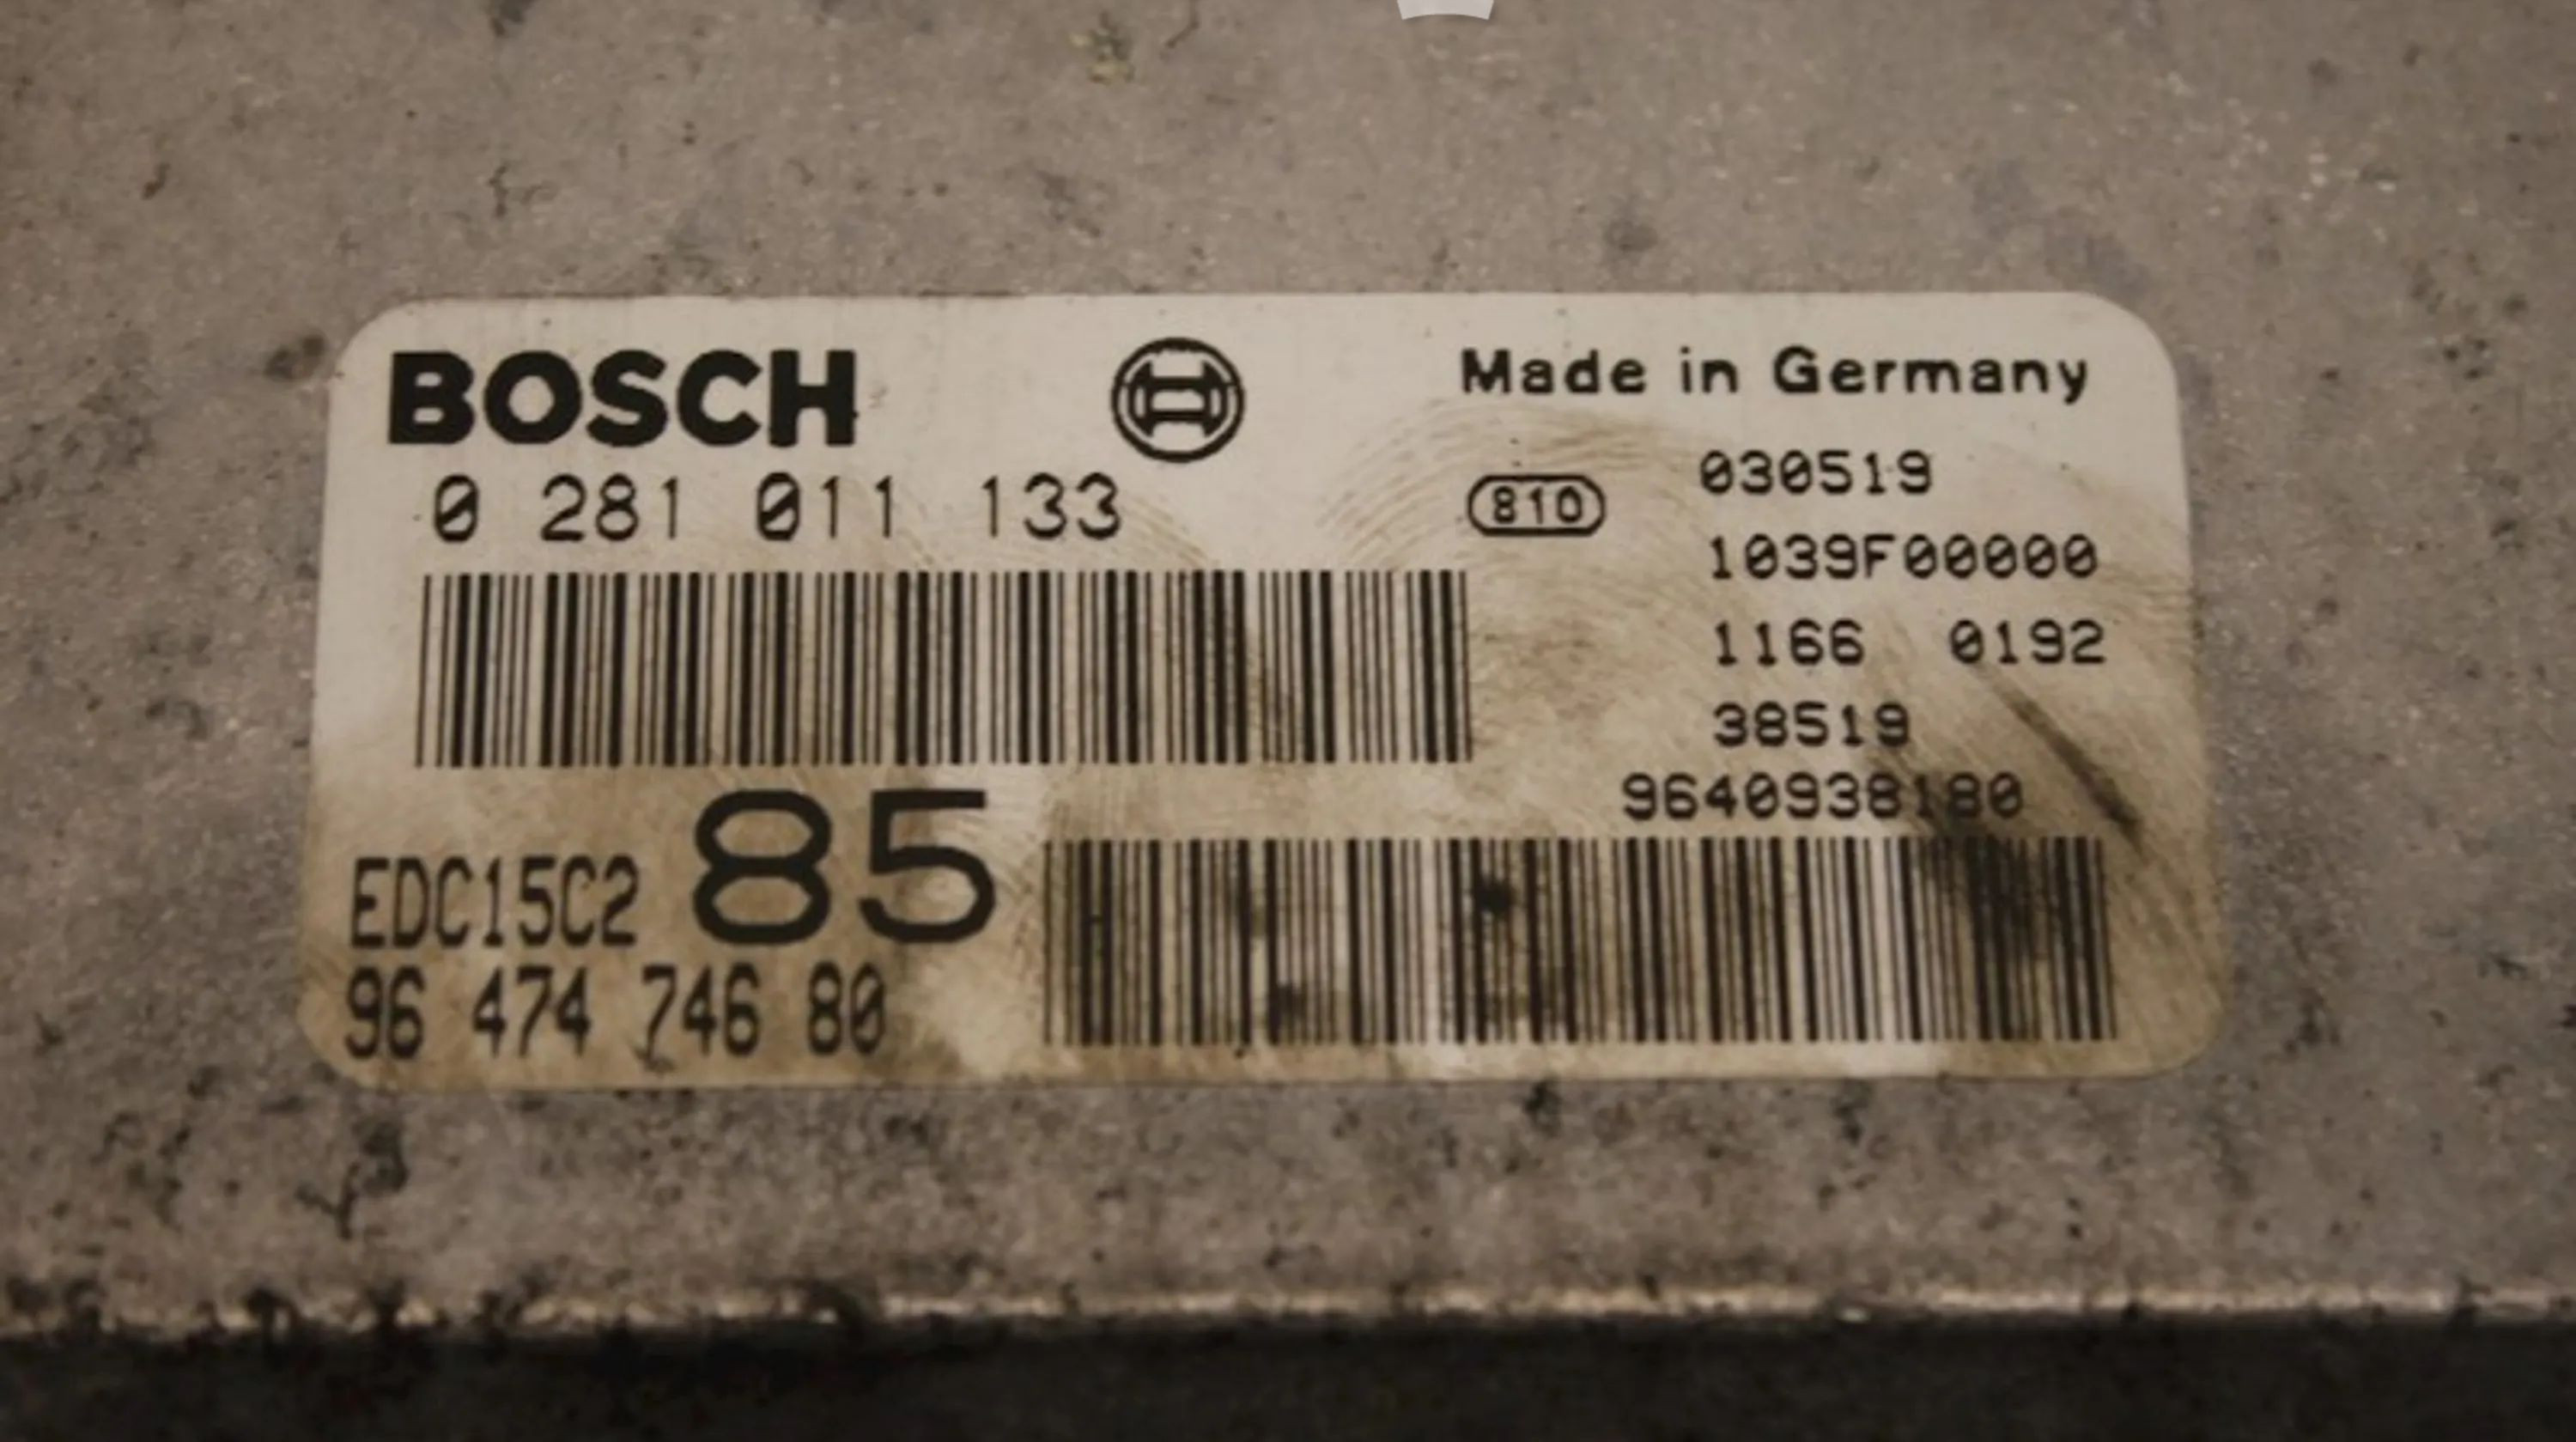 BOSCH
Made in Germany
0 281 011 133
810
030519
1039F00000
1166 0192
38519
9640938180
EDC15C2 85
96 474 746 80